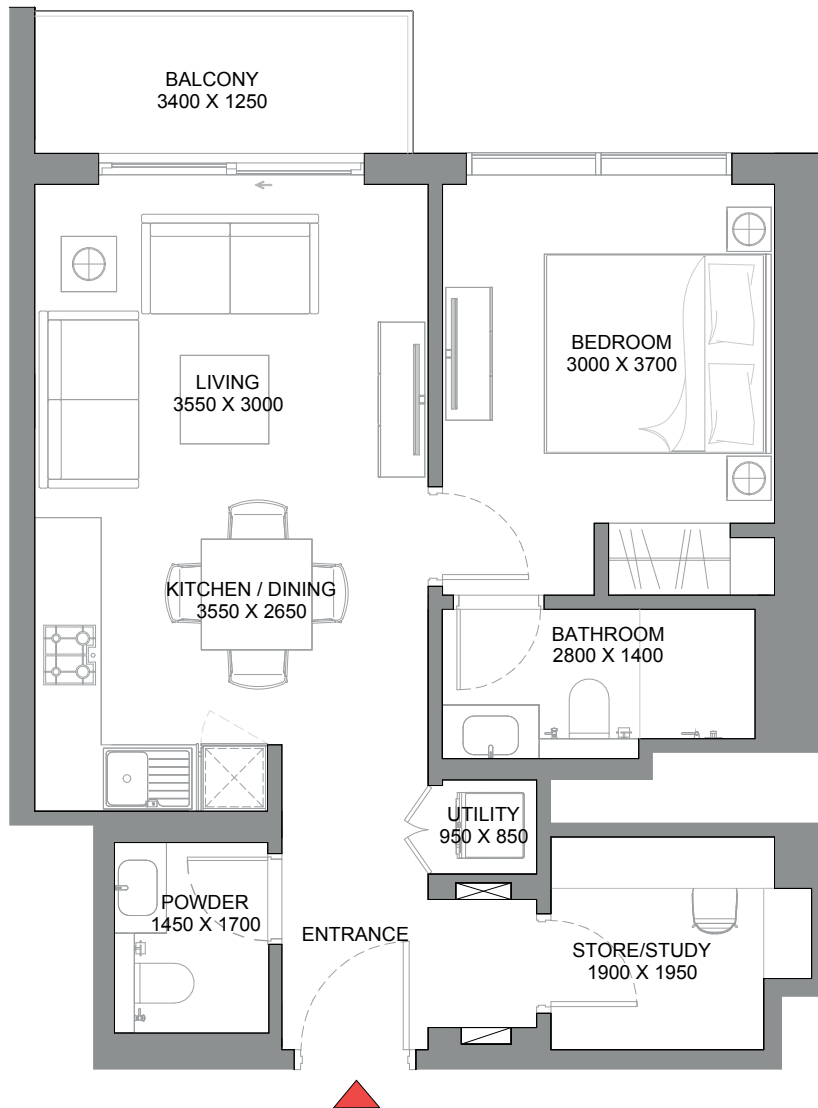 BALCONY
3400 X 1250
BEDROOM
3000 X 3700
LIVING
3550 X 3000
KITCHEN / DINING
3550 X 2650
BATHROOM
2800 X 1400
UTILITY
950 X 850
POWDER
1450 X 1700
ENTRANCE
STORE/STUDY
1900 X 1950